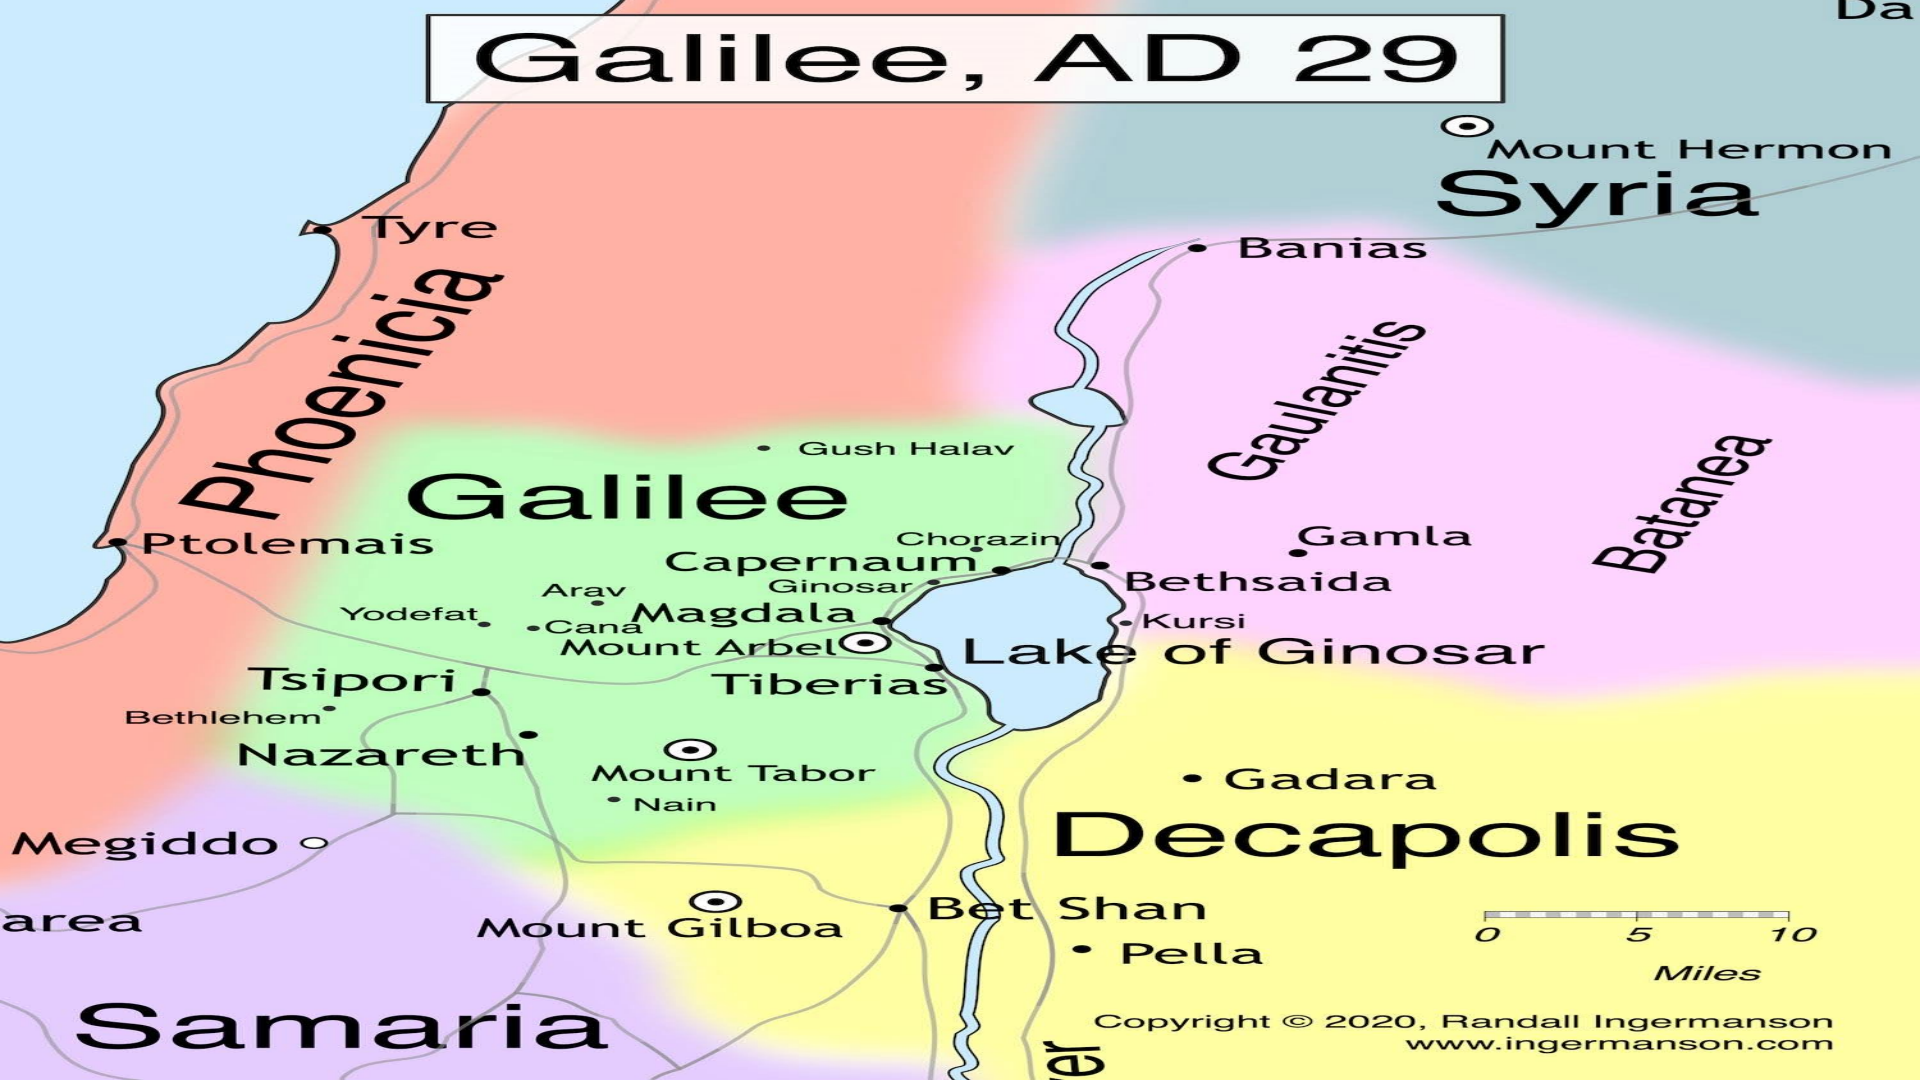 Da
Galilee, AD 29
Mount Hermon
Syria
Tyre
Banias
Phoenicia
Gaulanitis
Batanea
Gush Halav
Galilee
Ptolemais
Chorazin
Capernaum
Gamla
Ginosar
Bethsaida
Arav
Yodefat
Magdala
Cana
Kursi
Mount Arbel
Lake of Ginosar
Tsipori
Tiberias
Bethlehem
Nazareth
Mount Tabor
Gadara
Nain
Megiddo
Decapolis
area
Mount Gilboa
Bet Shan
Pella
0 5 10
Miles
Samaria
Copyright © 2020, Randall Ingermanson
www.ingermanson.com
ver